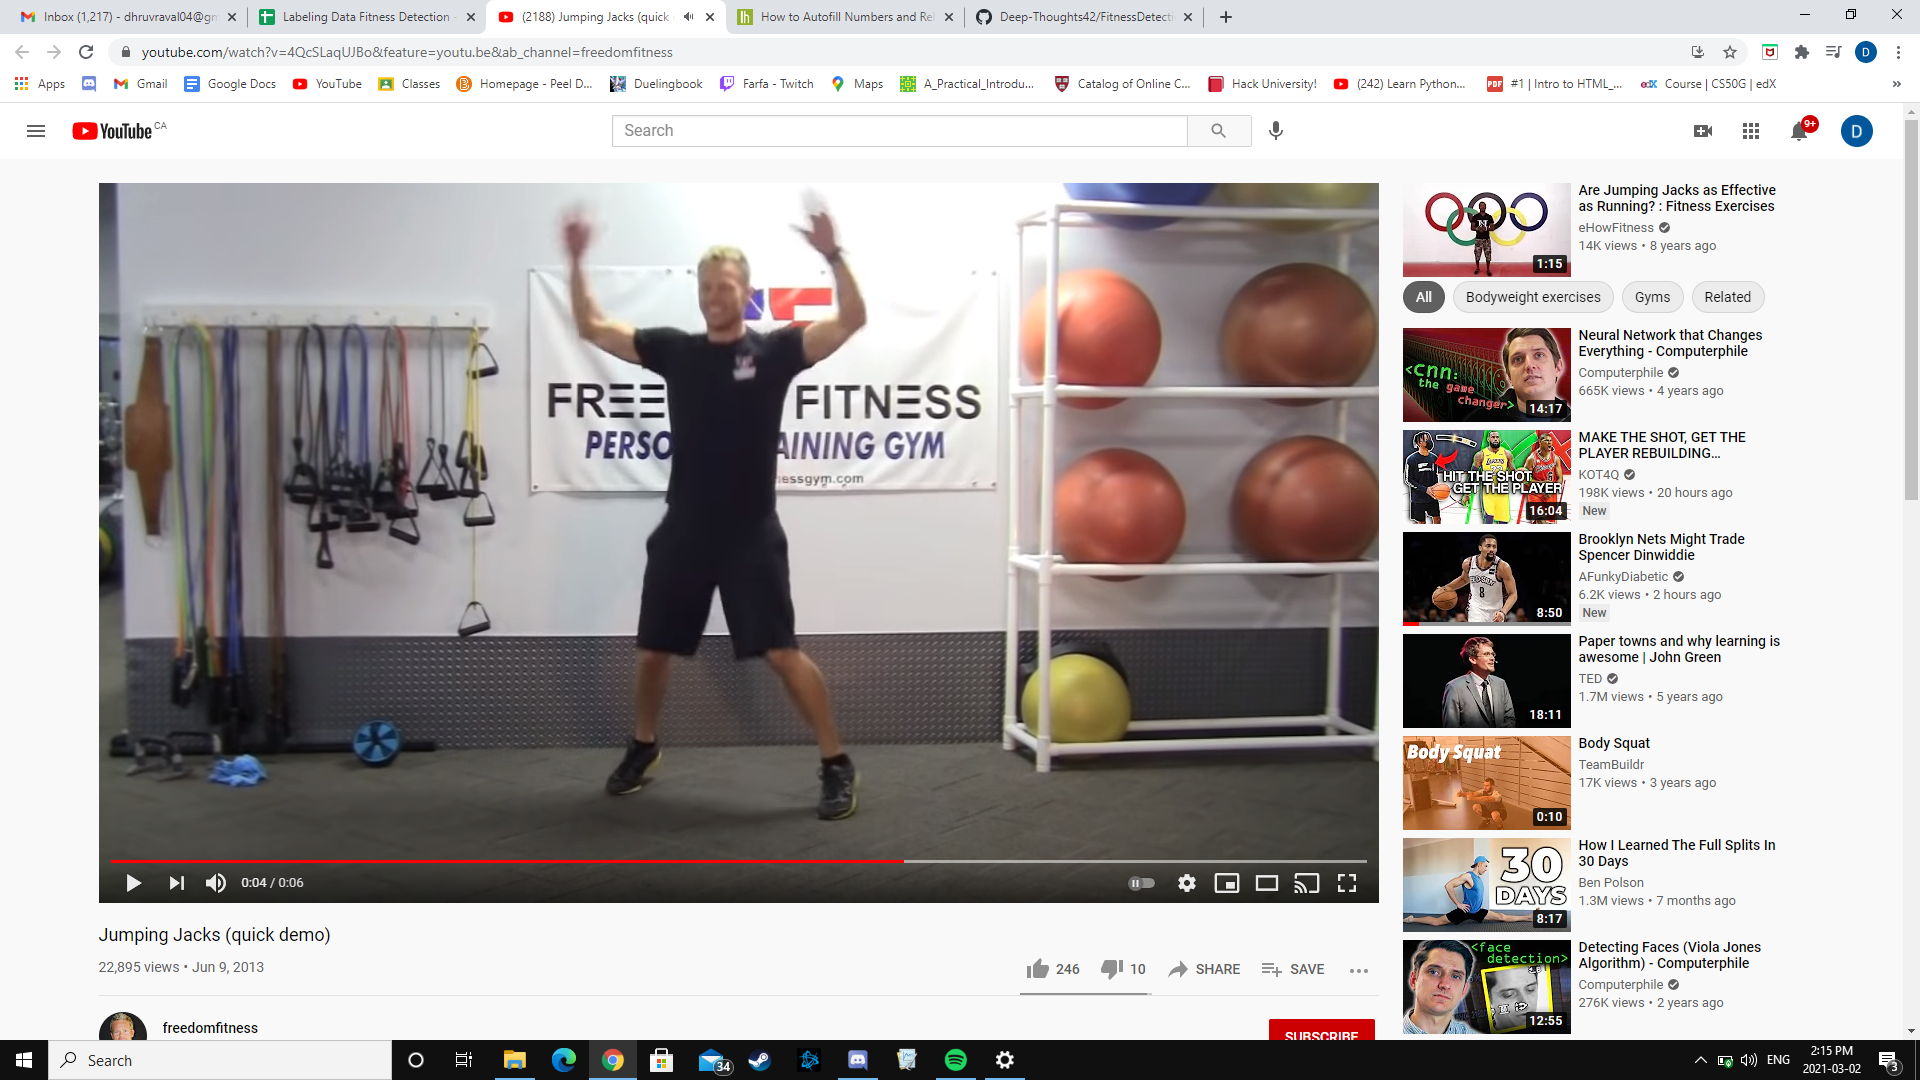 Inbox (1,217) - dhruvraval04@gm
Labeling Data Fitness Detection -
(2188) Jumping Jacks (quick
How to Autofill Numbers and Rel
Deep-Thoughts42/FitnessDetecti
youtube.com/watch?v=4QcSLaqUJBo&feature=youtu.be&ab_channel=freedomfitness
D
Apps
Gmail
Google Docs
YouTube
Classes
Homepage - Peel D...
Duelingbook
Farfa - Twitch
Maps
A_Practical_Introdu...
Catalog of Online C...
Hack University!
(242) Learn Python...
PDF
#1 | Intro to HTML_...
edX
Course | CS50G | edX
»
YouTube CA
Search
9+
D
FREE FITNESS
PERSO AINING GYM
nessgym.com
0:04 / 0:06
Jumping Jacks (quick demo)
22,895 views • Jun 9, 2013
246
10
SHARE
SAVE
freedomfitness
SUBSCRIBE
Are Jumping Jacks as Effective
as Running? : Fitness Exercises
eHowFitness
14K views • 8 years ago
1:15
All
Bodyweight exercises
Gyms
Related
<cnn:
the game
changer>
14:17
Neural Network that Changes
Everything - Computerphile
Computerphile
665K views • 4 years ago
HIT THE SHOT
GET THE PLAYER
16:04
MAKE THE SHOT, GET THE
PLAYER REBUILDING...
KOT4Q
198K views • 20 hours ago
New
8
8:50
Brooklyn Nets Might Trade
Spencer Dinwiddie
AFunkyDiabetic
6.2K views • 2 hours ago
New
18:11
Paper towns and why learning is
awesome | John Green
TED
1.7M views • 5 years ago
Body Squat
0:10
Body Squat
TeamBuildr
17K views • 3 years ago
30
DAYS
8:17
How I Learned The Full Splits In
30 Days
Ben Polson
1.3M views • 7 months ago
<face
detection>
12:55
Detecting Faces (Viola Jones
Algorithm) - Computerphile
Computerphile
276K views • 2 years ago
Search
34
ENG
2:15 PM
2021-03-02
3